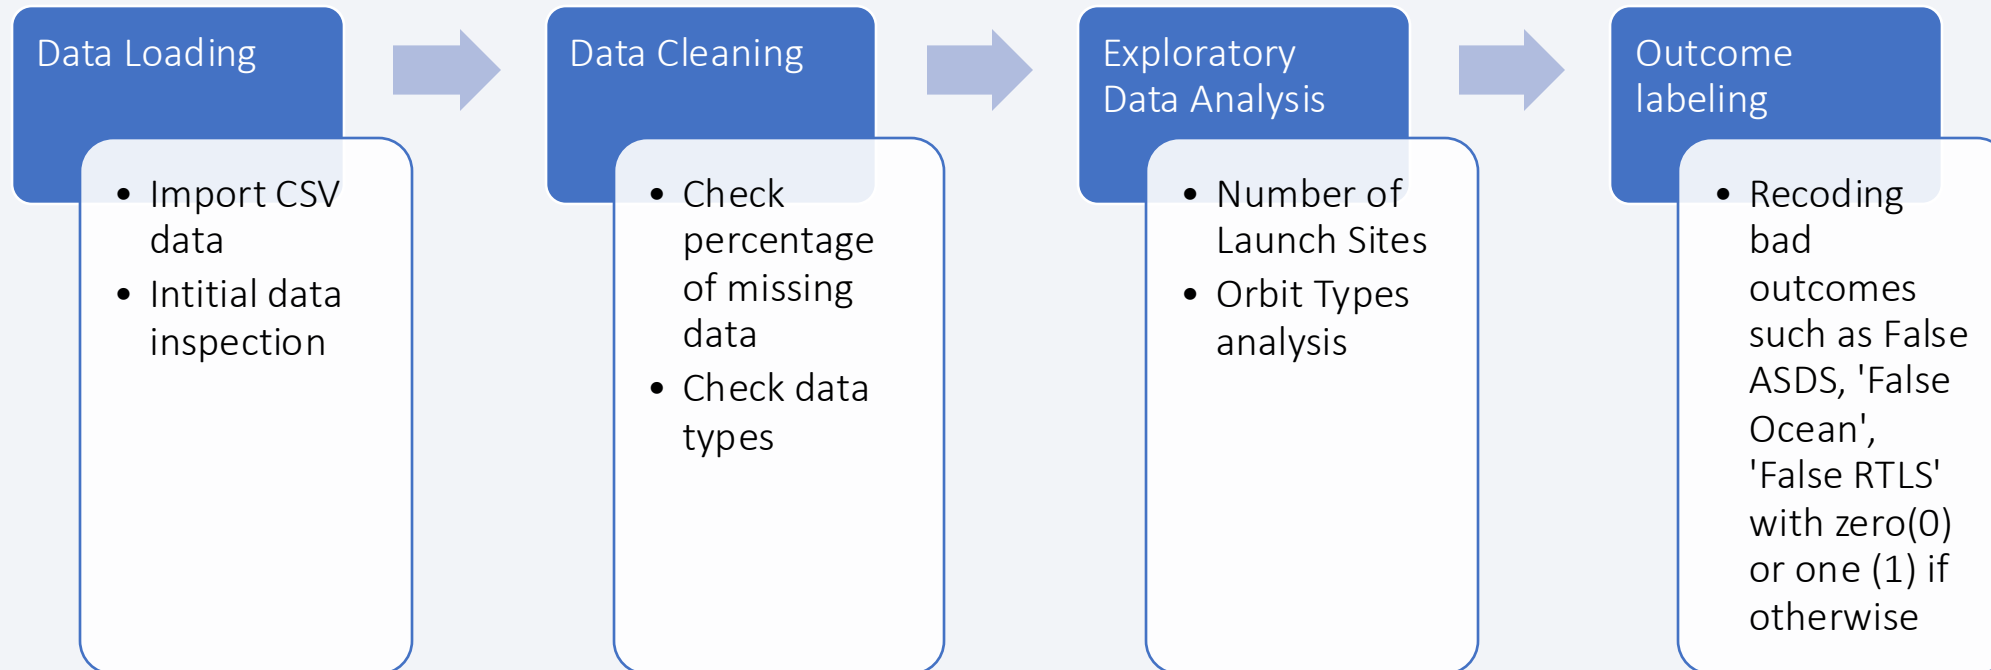 Data Loading
• Import CSV
data
• Intitial data
inspection
Data Cleaning
• Check
percentage
of missing
data
• Check data
types
Exploratory
Data Analysis
• Number of
Launch Sites
• Orbit Types
analysis
Outcome
labeling
• Recoding
bad
outcomes
such as False
ASDS, 'False
Ocean',
'False RTLS'
with zero(0)
or one (1) if
otherwise